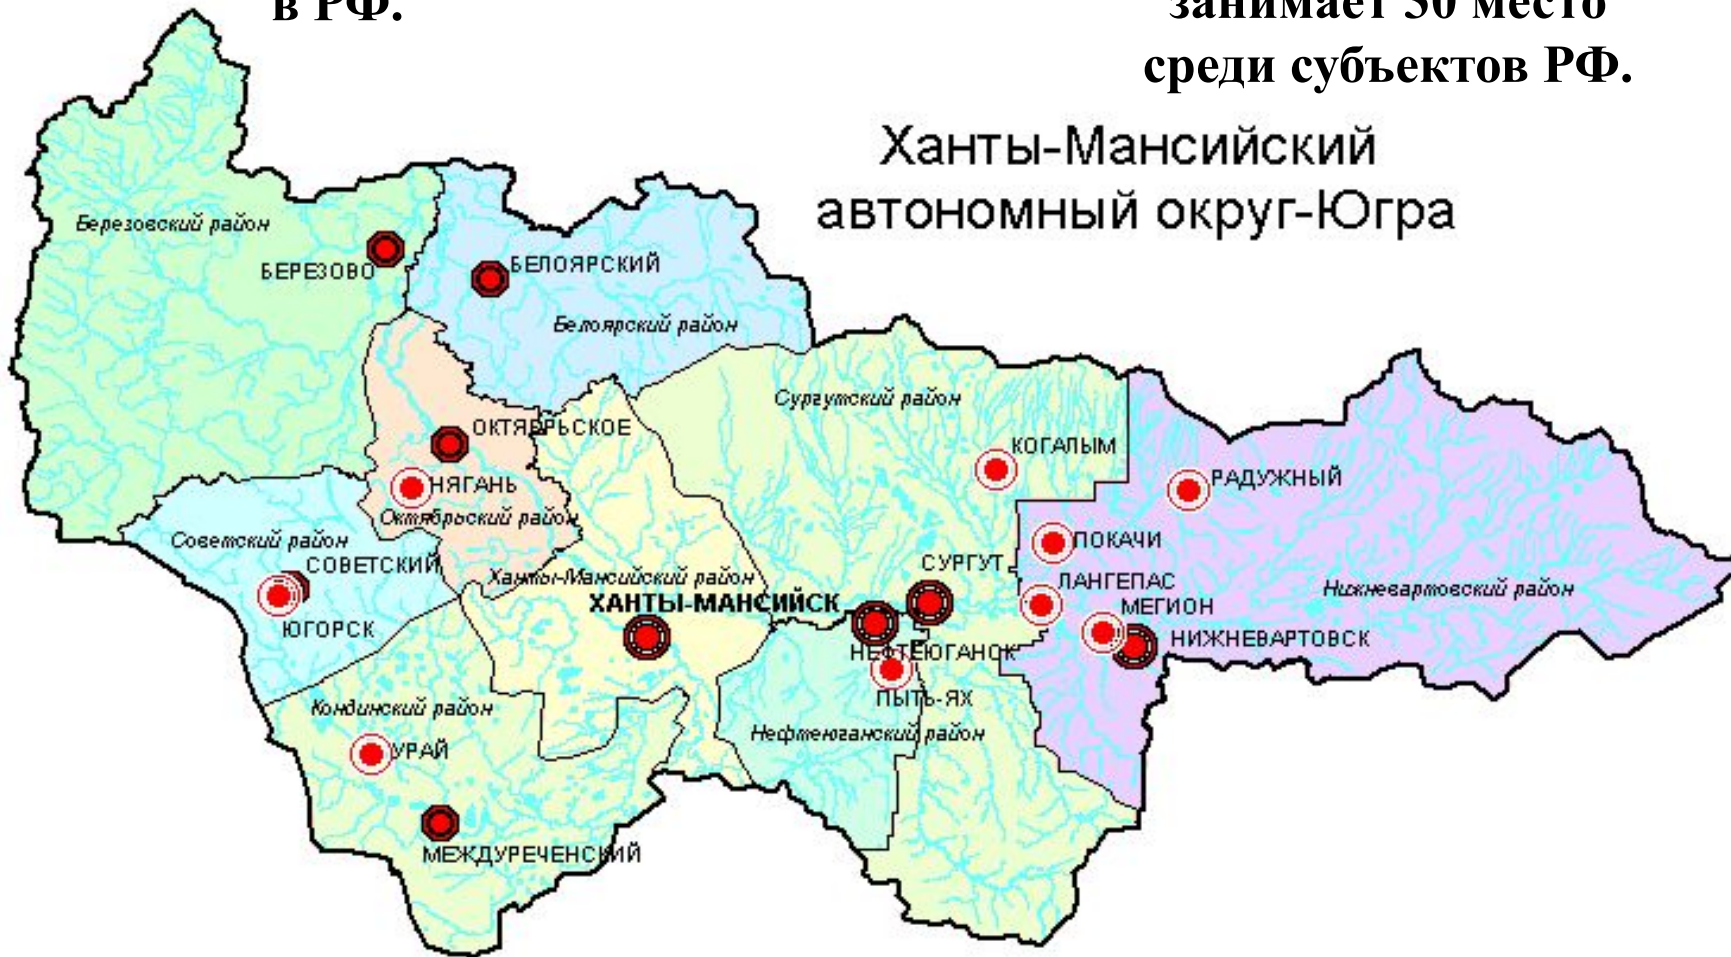 в РФ.
занимает 30 место
среди субъектов РФ.
Ханты-Мансийский
автономный округ-Югра
Березовский район
БЕРЕЗОВО
БЕЛОЯРСКИЙ
Белоярский район
Сургутский район
ОКТЯБРЬСКОЕ
КОГАЛЫМ
НЯГАНЬ
РАДУЖНЫЙ
Октябрьский район
Советский район
ПОКАЧИ
СОВЕТСКИЙ
СУРГУТ
Ханты-Мансийский район
ЛАНГЕПАС
Нижневартовский район
ХАНТЫ-МАНСИЙСК
МЕГИОН
ЮГОРСК
НИЖНЕВАРТОВСК
НЕФТЕЮГАНСК
ПЫТЬ-ЯХ
Кондинский район
Нефтеюганский район
УРАЙ
МЕЖДУРЕЧЕНСКИЙ